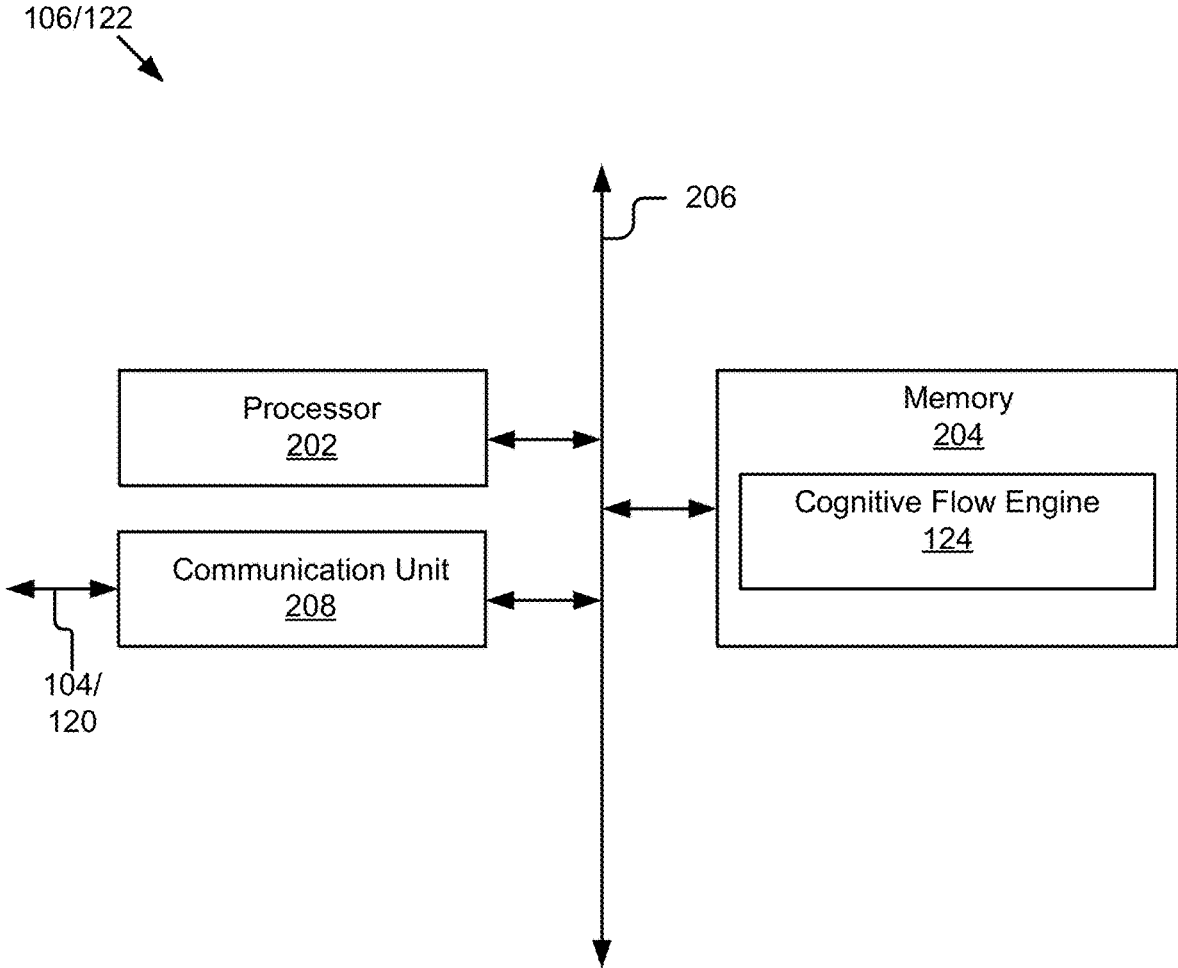 106/122
206
Processor
202
Memory
204
Cognitive Flow Engine
124
Communication Unit
208
104/
120